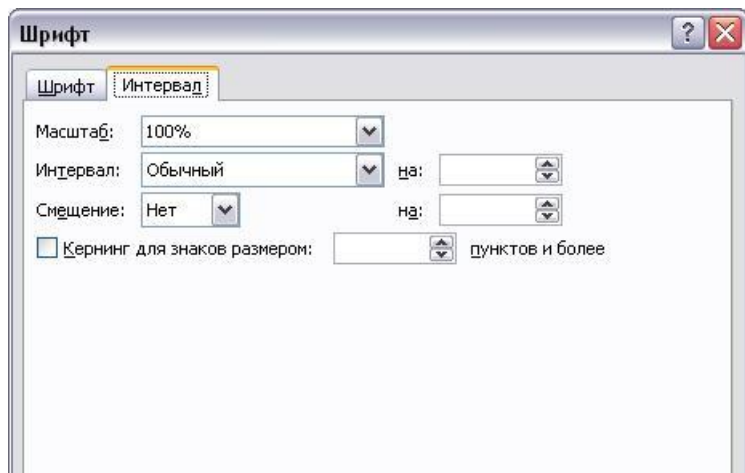 Шрифт
Шрифт Интервал
Масштаб: 100%
Интервал: Обычный на:
Смещение: Нет на:
Кернинг для знаков размером: пунктов и более